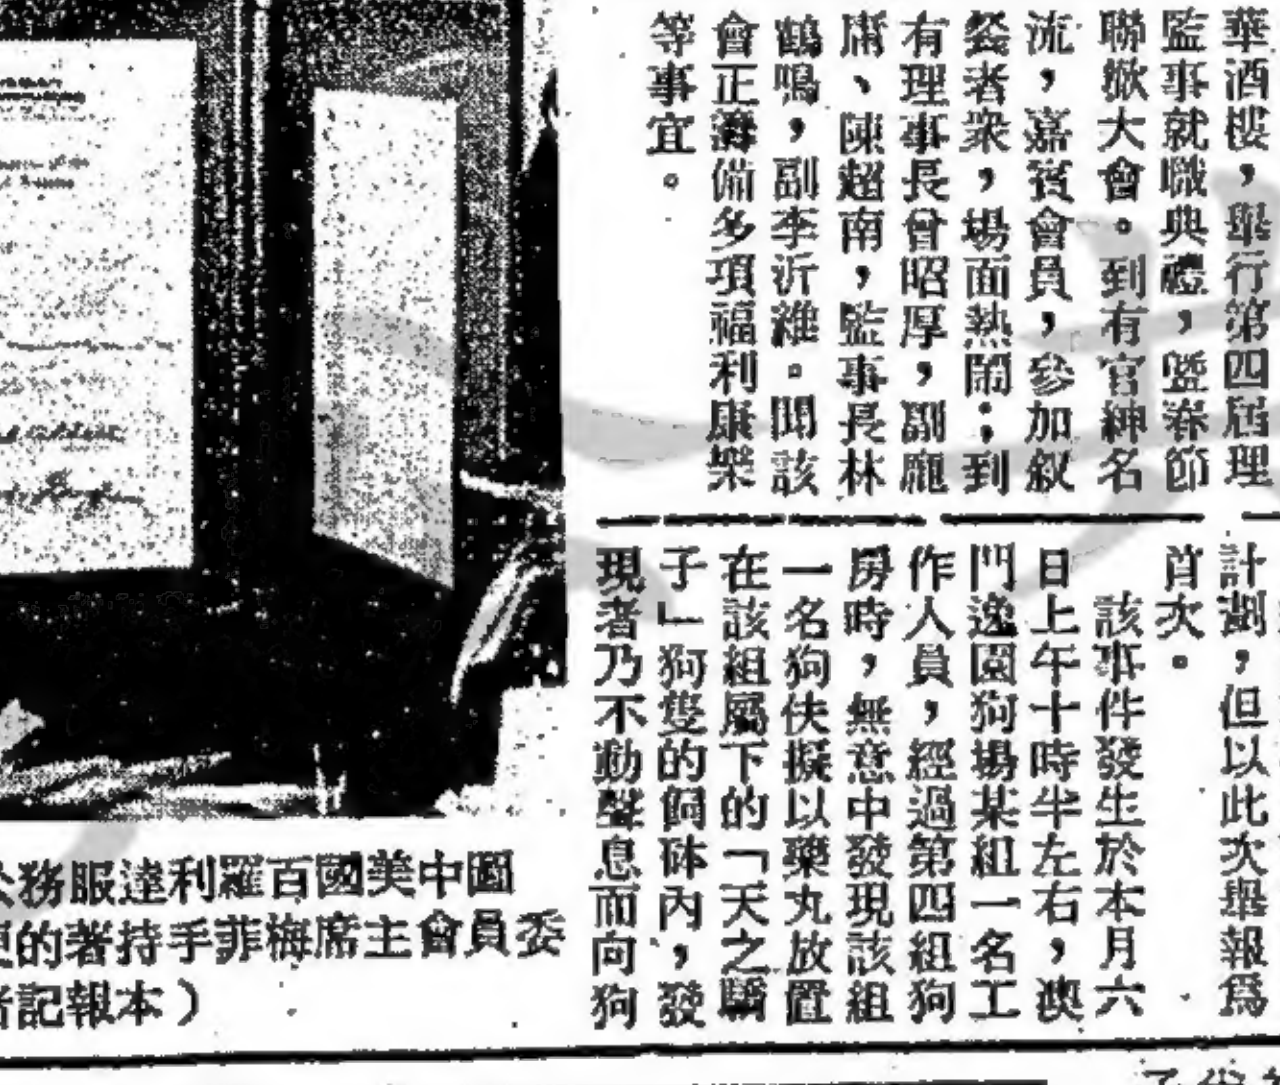 華酒樓，舉行第四屆理
監事就職典禮，暨春節
聯歡大會。到有官紳名
流，嘉賓會員，參加叙
餐者衆，場面熱鬧；到
有理事長曾昭厚，副龐
庸、陳超南，監事長林
鶴鳴，副李沂維。聞該
會正籌備多項福利康樂
等事宜。
計劃，但以此次舉報爲
首次。
該事件發生於本月六
日上午十時半左右，澳
門逸園狗場某組一名工
作人員，經過第四組狗
房時，無意中發現該組
一名狗伕擬以藥丸放置
在該組屬下的「天之驕
子」狗隻的飼砵內，發
現者乃不動聲息而向狗
務服達利羅百國美中圖
委員會主席梅菲手持著的
本報記